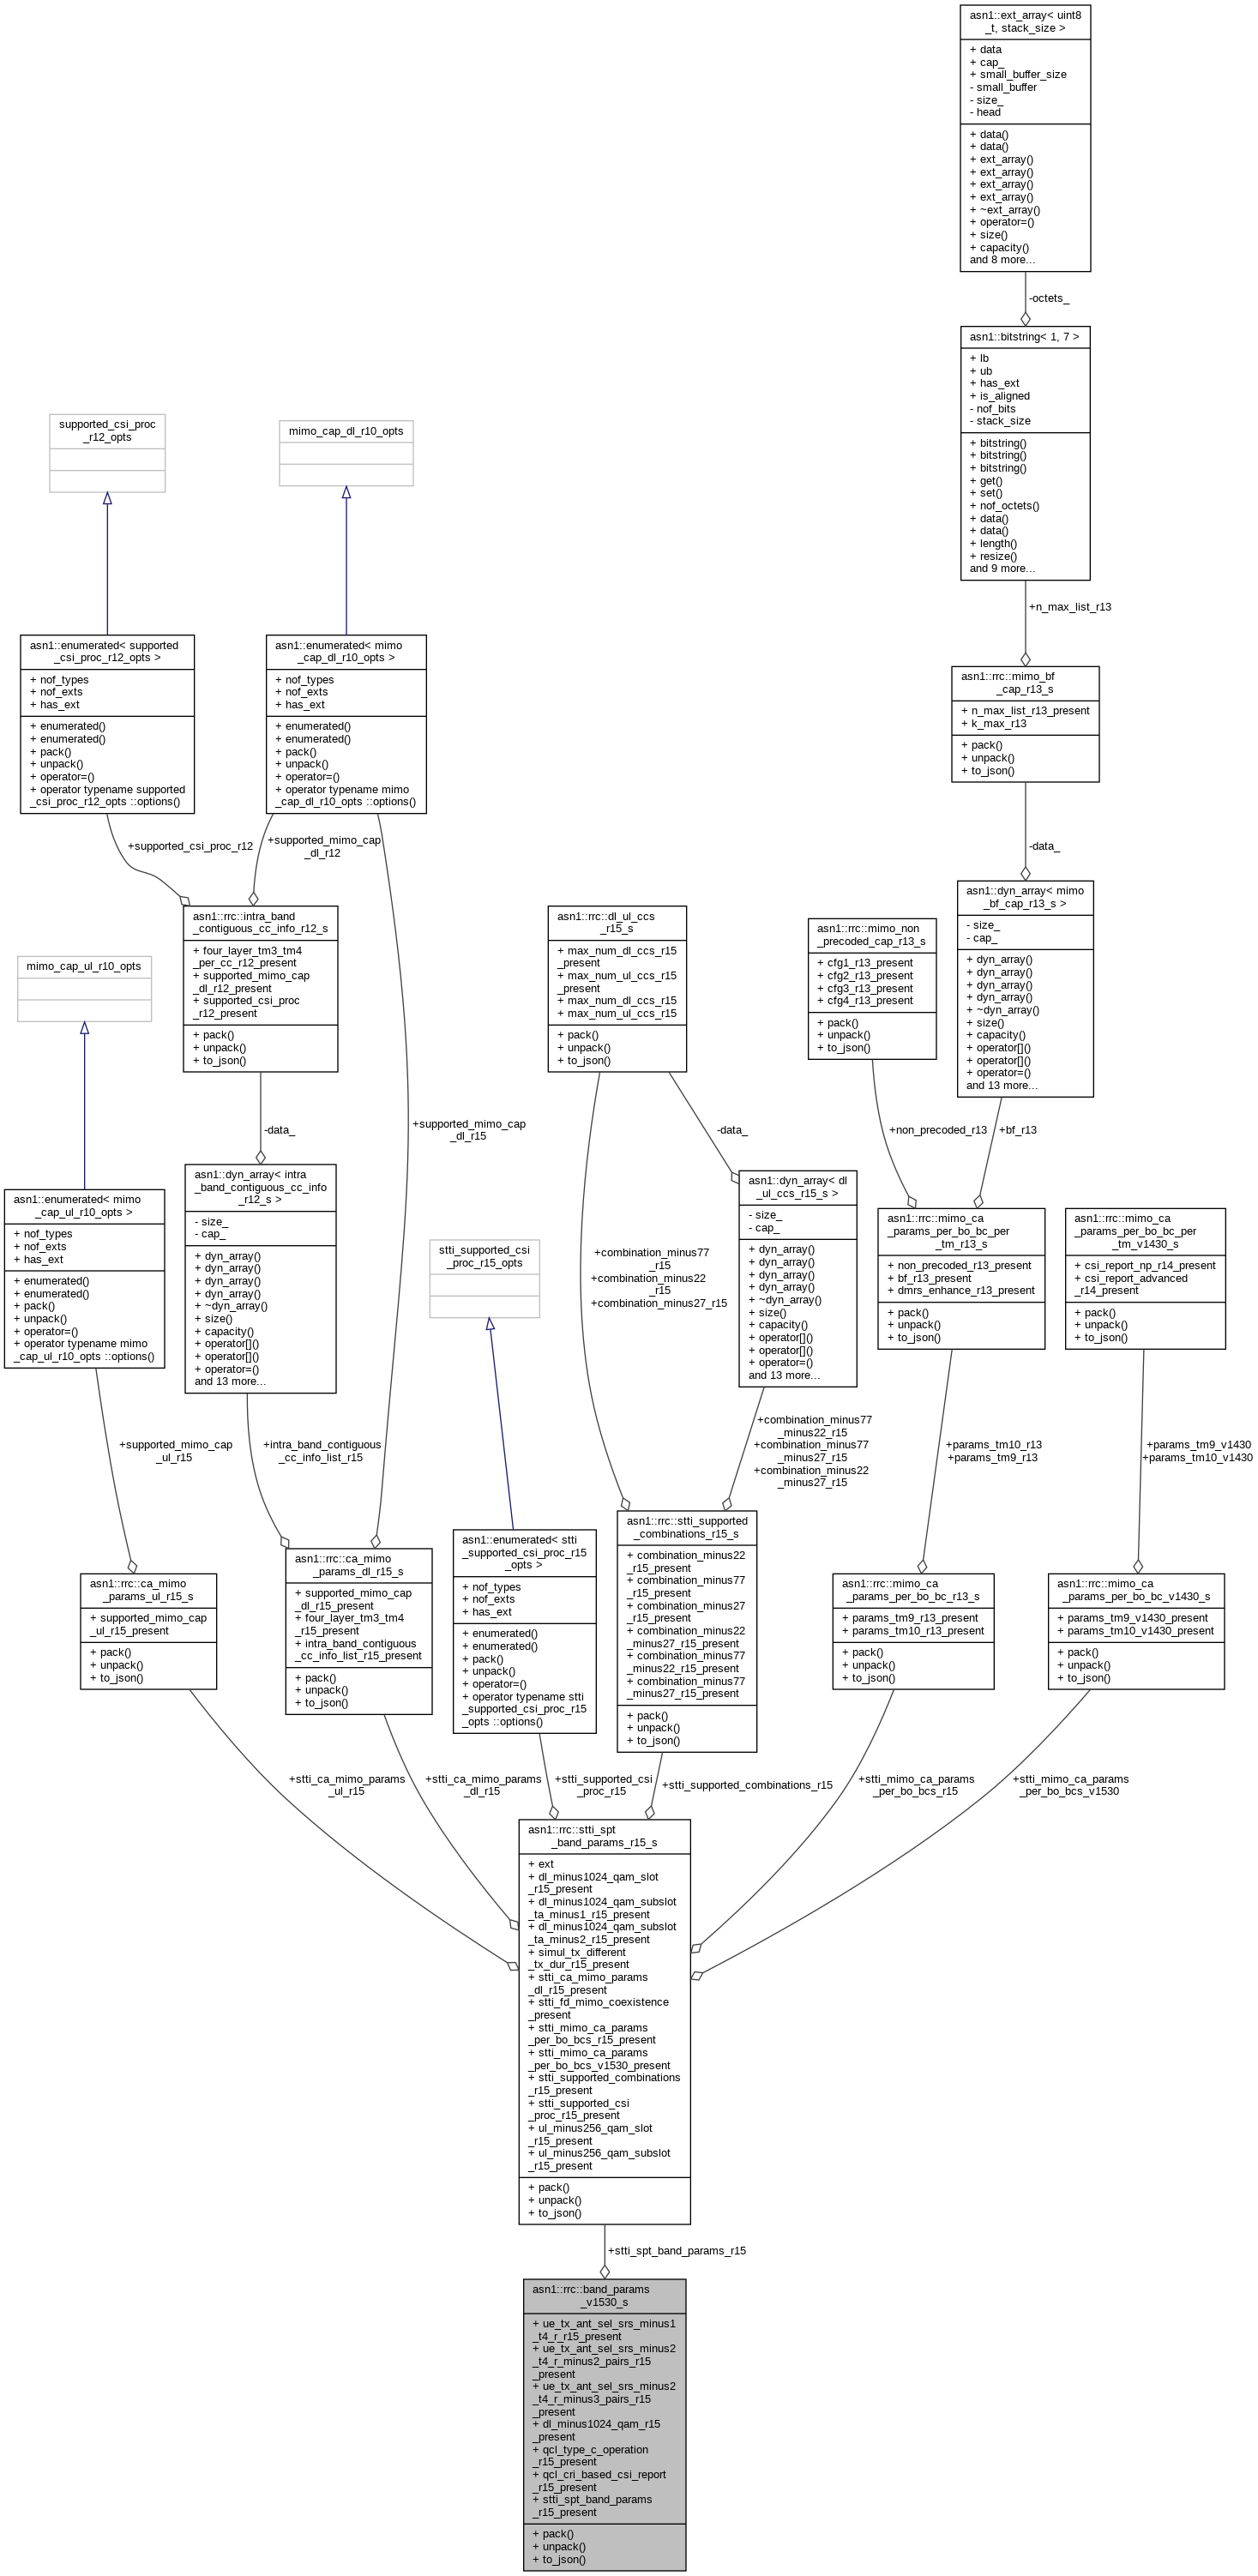 asn1::ext_array< uint8
_t, stack_size >
+ data
+ cap_
+ small_buffer_size
- small_buffer
- size_
- head
+ data()
+ data()
+ ext_array()
+ ext_array()
+ ext_array()
+ ext_array()
+ ~ext_array()
+ operator=()
+ size()
+ capacity()
and 8 more...
-octets_
asn1::bitstring< 1, 7 >
+ lb
+ ub
+ has_ext
+ is_aligned
- nof_bits
- stack_size
+ bitstring()
+ bitstring()
+ bitstring()
+ get()
+ set()
+ nof_octets()
+ data()
+ data()
+ length()
+ resize()
and 9 more...
supported_csi_proc
_r12_opts
mimo_cap_dl_r10_opts
+n_max_list_r13
asn1::enumerated< supported
_csi_proc_r12_opts >
+ nof_types
+ nof_exts
+ has_ext
+ enumerated()
+ enumerated()
+ pack()
+ unpack()
+ operator=()
+ operator typename supported
_csi_proc_r12_opts ::options()
asn1::enumerated< mimo
_cap_dl_r10_opts >
+ nof_types
+ nof_exts
+ has_ext
+ enumerated()
+ enumerated()
+ pack()
+ unpack()
+ operator=()
+ operator typename mimo
_cap_dl_r10_opts ::options()
asn1::rrc::mimo_bf
_cap_r13_s
+ n_max_list_r13_present
+ k_max_r13
+ pack()
+ unpack()
+ to_json()
+supported_csi_proc_r12
+supported_mimo_cap
_dl_r12
-data_
asn1::rrc::intra_band
_contiguous_cc_info_r12_s
+ four_layer_tm3_tm4
_per_cc_r12_present
+ supported_mimo_cap
_dl_r12_present
+ supported_csi_proc
_r12_present
+ pack()
+ unpack()
+ to_json()
asn1::rrc::dl_ul_ccs
_r15_s
+ max_num_dl_ccs_r15
_present
+ max_num_ul_ccs_r15
_present
+ max_num_dl_ccs_r15
+ max_num_ul_ccs_r15
+ pack()
+ unpack()
+ to_json()
asn1::rrc::mimo_non
_precoded_cap_r13_s
+ cfg1_r13_present
+ cfg2_r13_present
+ cfg3_r13_present
+ cfg4_r13_present
+ pack()
+ unpack()
+ to_json()
asn1::dyn_array< mimo
_bf_cap_r13_s >
- size_
- cap_
+ dyn_array()
+ dyn_array()
+ dyn_array()
+ dyn_array()
+ ~dyn_array()
+ size()
+ capacity()
+ operator[]()
+ operator[]()
+ operator=()
and 13 more...
mimo_cap_ul_r10_opts
-data_
+supported_mimo_cap
_dl_r15
-data_
+non_precoded_r13
+bf_r13
asn1::enumerated< mimo
_cap_ul_r10_opts >
+ nof_types
+ nof_exts
+ has_ext
+ enumerated()
+ enumerated()
+ pack()
+ unpack()
+ operator=()
+ operator typename mimo
_cap_ul_r10_opts ::options()
asn1::dyn_array< intra
_band_contiguous_cc_info
_r12_s >
- size_
- cap_
+ dyn_array()
+ dyn_array()
+ dyn_array()
+ dyn_array()
+ ~dyn_array()
+ size()
+ capacity()
+ operator[]()
+ operator[]()
+ operator=()
and 13 more...
stti_supported_csi
_proc_r15_opts
+combination_minus77
_r15
+combination_minus22
_r15
+combination_minus27_r15
asn1::dyn_array< dl
_ul_ccs_r15_s >
- size_
- cap_
+ dyn_array()
+ dyn_array()
+ dyn_array()
+ dyn_array()
+ ~dyn_array()
+ size()
+ capacity()
+ operator[]()
+ operator[]()
+ operator=()
and 13 more...
asn1::rrc::mimo_ca
_params_per_bo_bc_per
_tm_r13_s
+ non_precoded_r13_present
+ bf_r13_present
+ dmrs_enhance_r13_present
+ pack()
+ unpack()
+ to_json()
asn1::rrc::mimo_ca
_params_per_bo_bc_per
_tm_v1430_s
+ csi_report_np_r14_present
+ csi_report_advanced
_r14_present
+ pack()
+ unpack()
+ to_json()
+supported_mimo_cap
_ul_r15
+intra_band_contiguous
_cc_info_list_r15
+combination_minus77
_minus22_r15
+combination_minus77
_minus27_r15
+combination_minus22
_minus27_r15
+params_tm10_r13
+params_tm9_r13
+params_tm9_v1430
+params_tm10_v1430
asn1::rrc::ca_mimo
_params_ul_r15_s
+ supported_mimo_cap
_ul_r15_present
+ pack()
+ unpack()
+ to_json()
asn1::rrc::ca_mimo
_params_dl_r15_s
+ supported_mimo_cap
_dl_r15_present
+ four_layer_tm3_tm4
_r15_present
+ intra_band_contiguous
_cc_info_list_r15_present
+ pack()
+ unpack()
+ to_json()
asn1::enumerated< stti
_supported_csi_proc_r15
_opts >
+ nof_types
+ nof_exts
+ has_ext
+ enumerated()
+ enumerated()
+ pack()
+ unpack()
+ operator=()
+ operator typename stti
_supported_csi_proc_r15
_opts ::options()
asn1::rrc::stti_supported
_combinations_r15_s
+ combination_minus22
_r15_present
+ combination_minus77
_r15_present
+ combination_minus27
_r15_present
+ combination_minus22
_minus27_r15_present
+ combination_minus77
_minus22_r15_present
+ combination_minus77
_minus27_r15_present
+ pack()
+ unpack()
+ to_json()
asn1::rrc::mimo_ca
_params_per_bo_bc_r13_s
+ params_tm9_r13_present
+ params_tm10_r13_present
+ pack()
+ unpack()
+ to_json()
asn1::rrc::mimo_ca
_params_per_bo_bc_v1430_s
+ params_tm9_v1430_present
+ params_tm10_v1430_present
+ pack()
+ unpack()
+ to_json()
+stti_ca_mimo_params
_ul_r15
+stti_ca_mimo_params
_dl_r15
+stti_supported_csi
_proc_r15
+stti_supported_combinations_r15
+stti_mimo_ca_params
_per_bo_bcs_r15
+stti_mimo_ca_params
_per_bo_bcs_v1530
asn1::rrc::stti_spt
_band_params_r15_s
+ ext
+ dl_minus1024_qam_slot
_r15_present
+ dl_minus1024_qam_subslot
_ta_minus1_r15_present
+ dl_minus1024_qam_subslot
_ta_minus2_r15_present
+ simul_tx_different
_tx_dur_r15_present
+ stti_ca_mimo_params
_dl_r15_present
+ stti_fd_mimo_coexistence
_present
+ stti_mimo_ca_params
_per_bo_bcs_r15_present
+ stti_mimo_ca_params
_per_bo_bcs_v1530_present
+ stti_supported_combinations
_r15_present
+ stti_supported_csi
_proc_r15_present
+ ul_minus256_qam_slot
_r15_present
+ ul_minus256_qam_subslot
_r15_present
+ pack()
+ unpack()
+ to_json()
+stti_spt_band_params_r15
asn1::rrc::band_params
_v1530_s
+ ue_tx_ant_sel_srs_minus1
_t4_r_r15_present
+ ue_tx_ant_sel_srs_minus2
_t4_r_minus2_pairs_r15
_present
+ ue_tx_ant_sel_srs_minus2
_t4_r_minus3_pairs_r15
_present
+ dl_minus1024_qam_r15
_present
+ qcl_type_c_operation
_r15_present
+ qcl_cri_based_csi_report
_r15_present
+ stti_spt_band_params
_r15_present
+ pack()
+ unpack()
+ to_json()